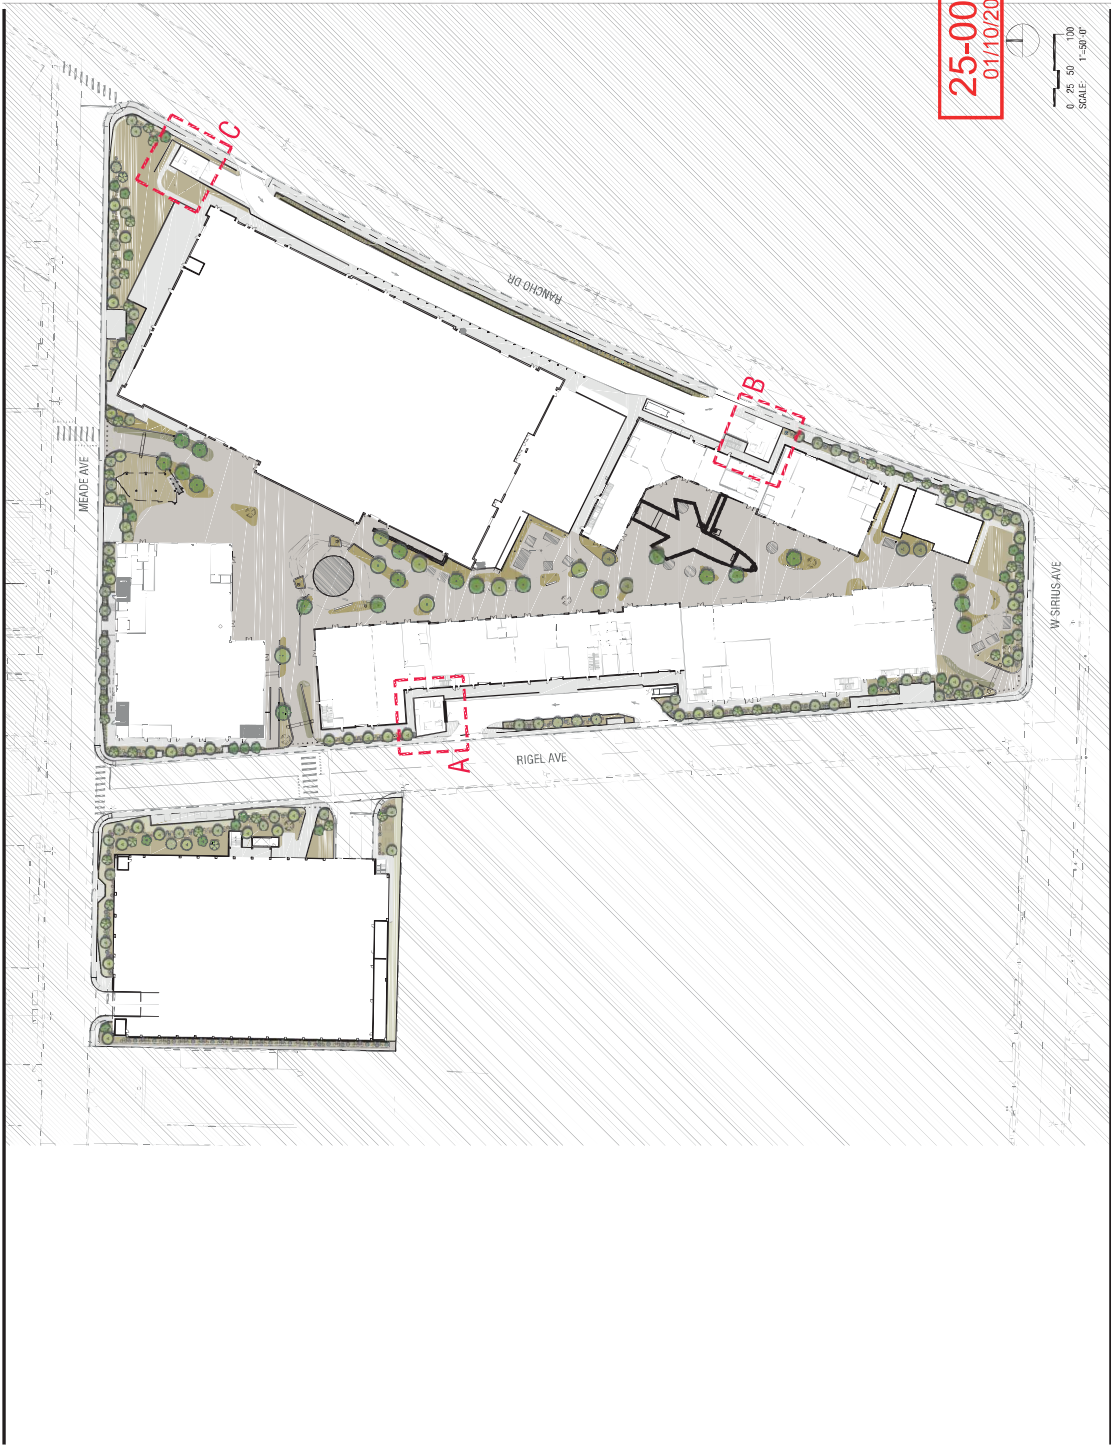 25-00
01/10/20
0 25 50 100
SCALE: 1"=50'-0"
C
RANCHO DR
B
MEADE AVE
W SIRIUS AVE
A
RIGEL AVE